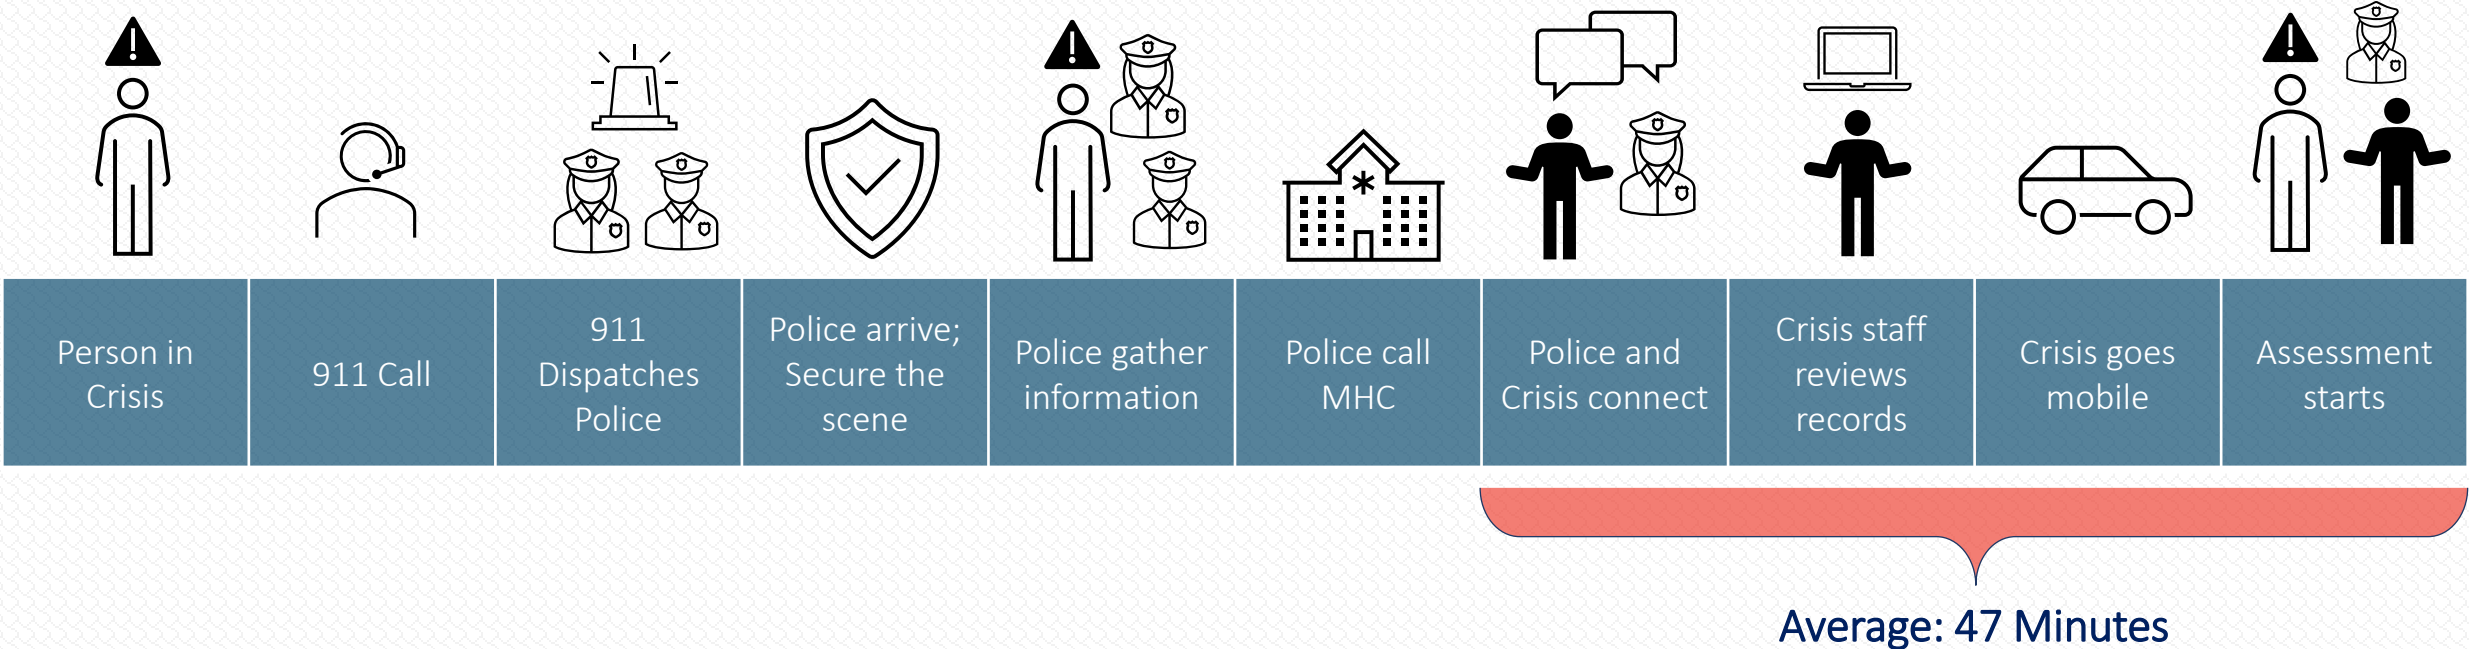 Person in
Crisis
911 Call
911
Dispatches
Police
Police arrive;
Secure the
scene
Police gather
information
Police call
MHC
Police and
Crisis connect
Crisis staff
reviews
records
Crisis goes
mobile
Assessment
starts
Average: 47 Minutes